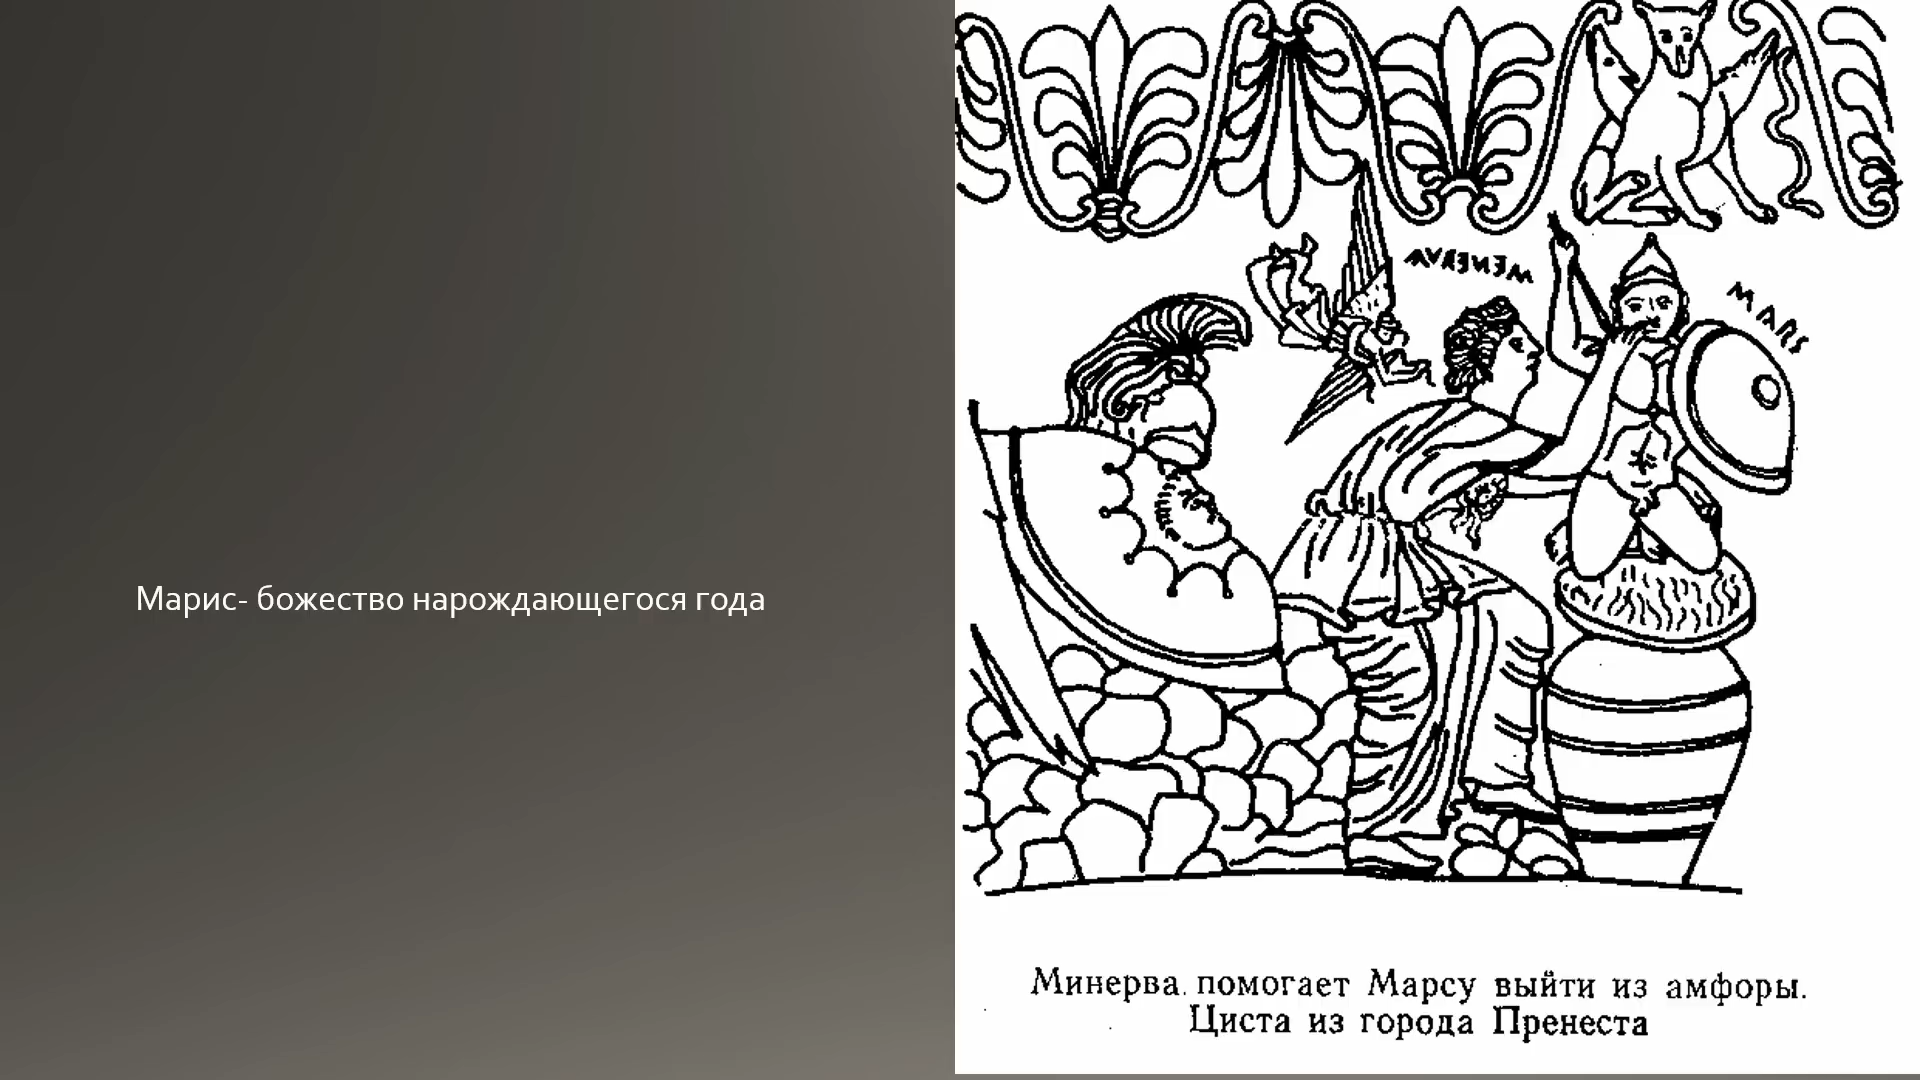 Марис- божество нарождающегося года
MENERVA
MARS
Минерва помогает Марсу выйти из амфоры.
Циста из города Пренеста